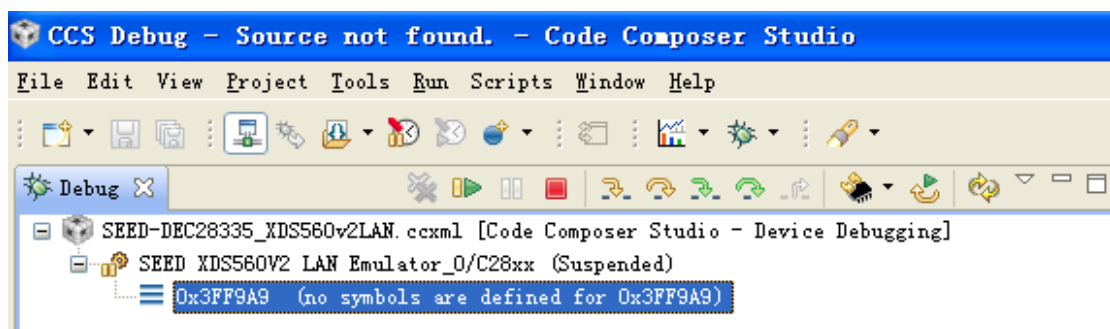 CCS Debug - Source not found. - Code Composer Studio
File Edit View Project Tools Run Scripts Window Help
Debug
SEED-DEC28335_XDS560v2LAN.ccxml [Code Composer Studio - Device Debugging]
SEED XDS560V2 LAN Emulator_0/C28xx (Suspended)
0x3FF9A9 (no symbols are defined for 0x3FF9A9)